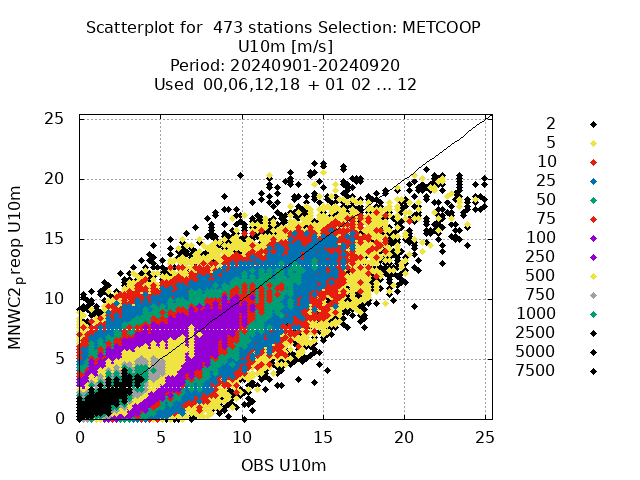 Scatterplot for  473 stations Selection: METCOOP
U10m [m/s]
Period: 20240901-20240920
Used  00,06,12,18 + 01 02 ... 12
MNWC2preop U10m
25
20
15
10
5
0
0 5 10 15 20 25
OBS U10m
2
5
10
25
50
75
100
250
500
750
1000
2500
5000
7500